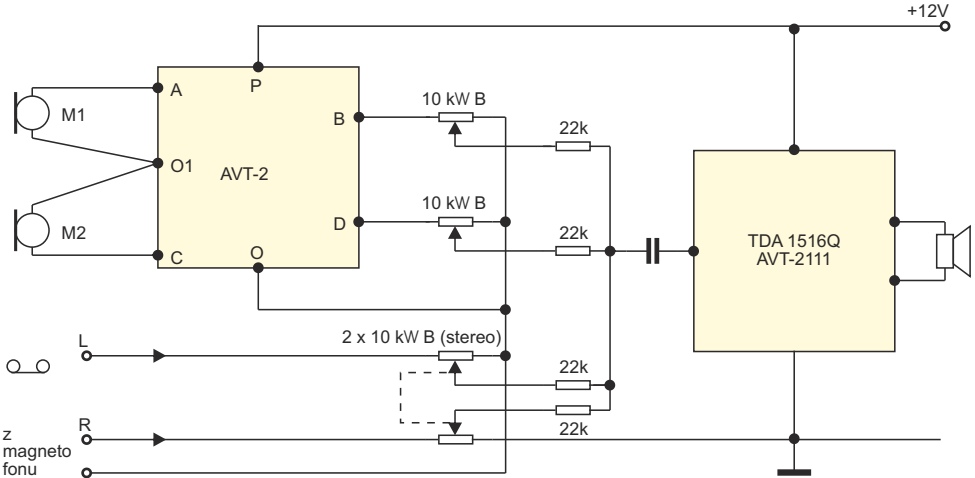 +12V
P
A
M1
O1
AVT-2
B
10 kW B
22k
M2
C
O
D
10 kW B
22k
TDA 1516Q
AVT-2111
L
2 x 10 kW B (stereo)
22k
R
22k
z
magneto
fonu